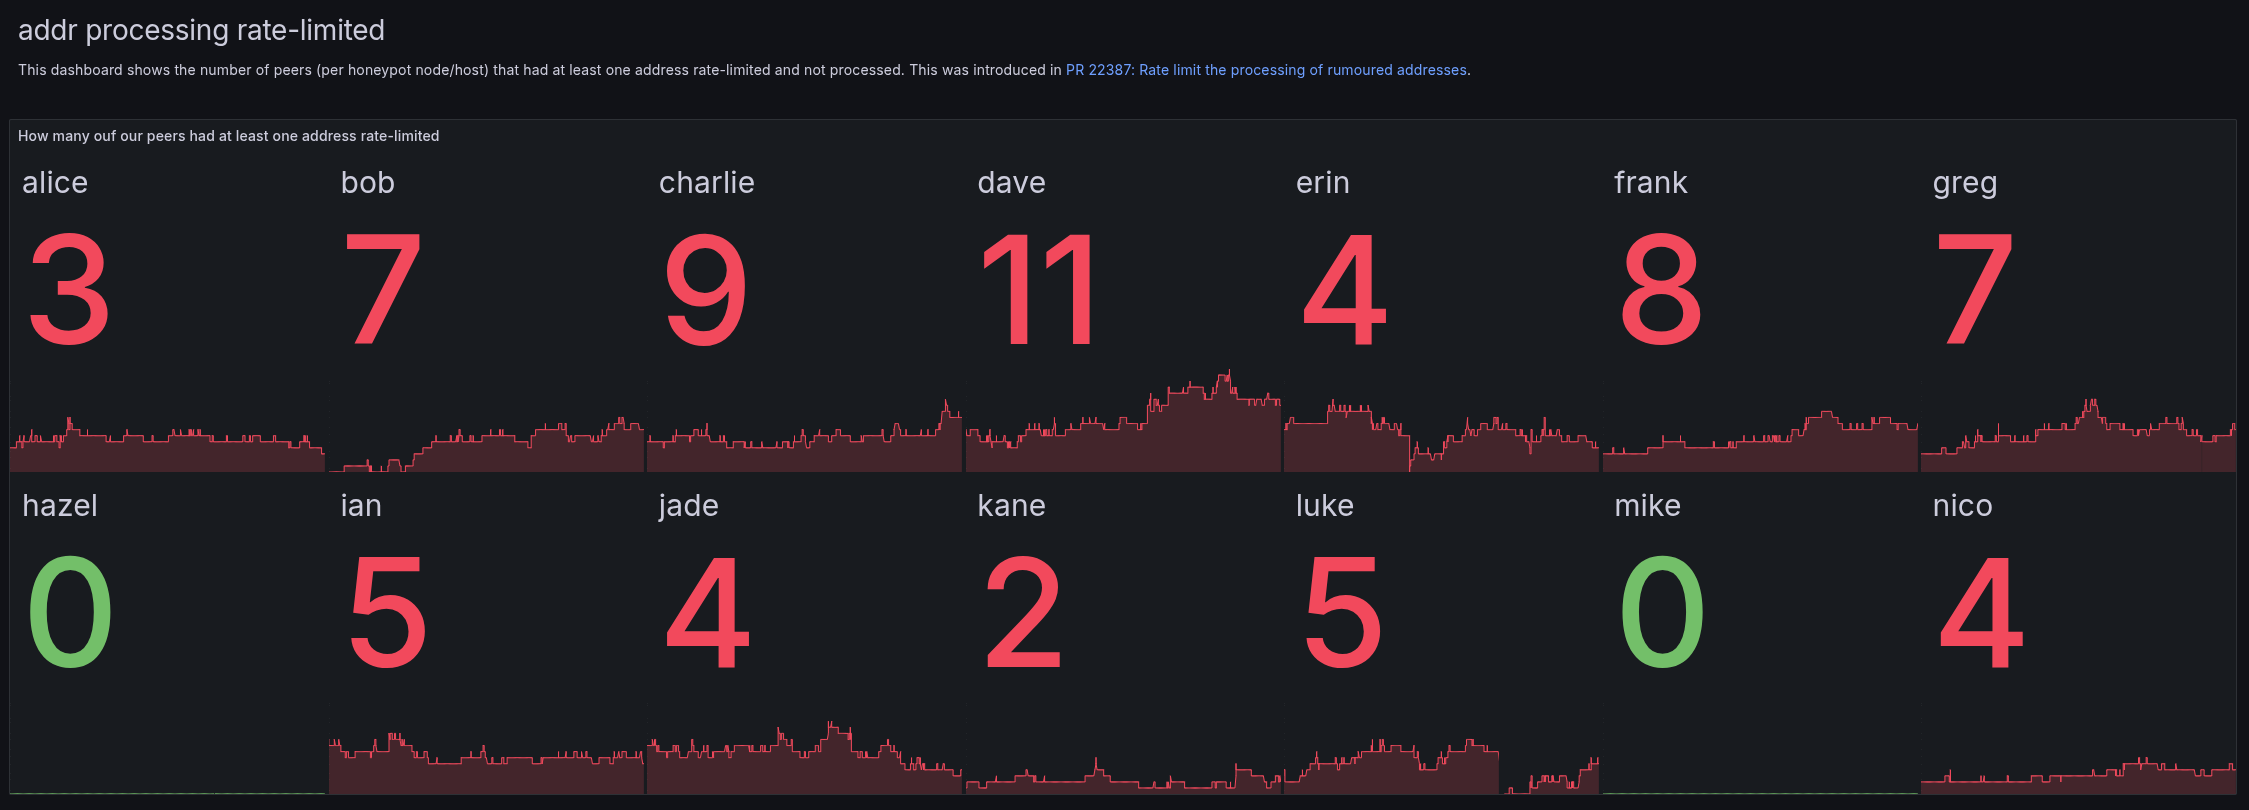 addr processing rate-limited
This dashboard shows the number of peers (per honeypot node/host) that had at least one address rate-limited and not processed. This was introduced in PR 22387: Rate limit the processing of rumoured addresses.
How many ouf our peers had at least one address rate-limited
alice bob charlie dave erin frank greg
3 7 9 11 4 8 7
hazel ian jade kane luke mike nico
0 5 4 2 5 0 4